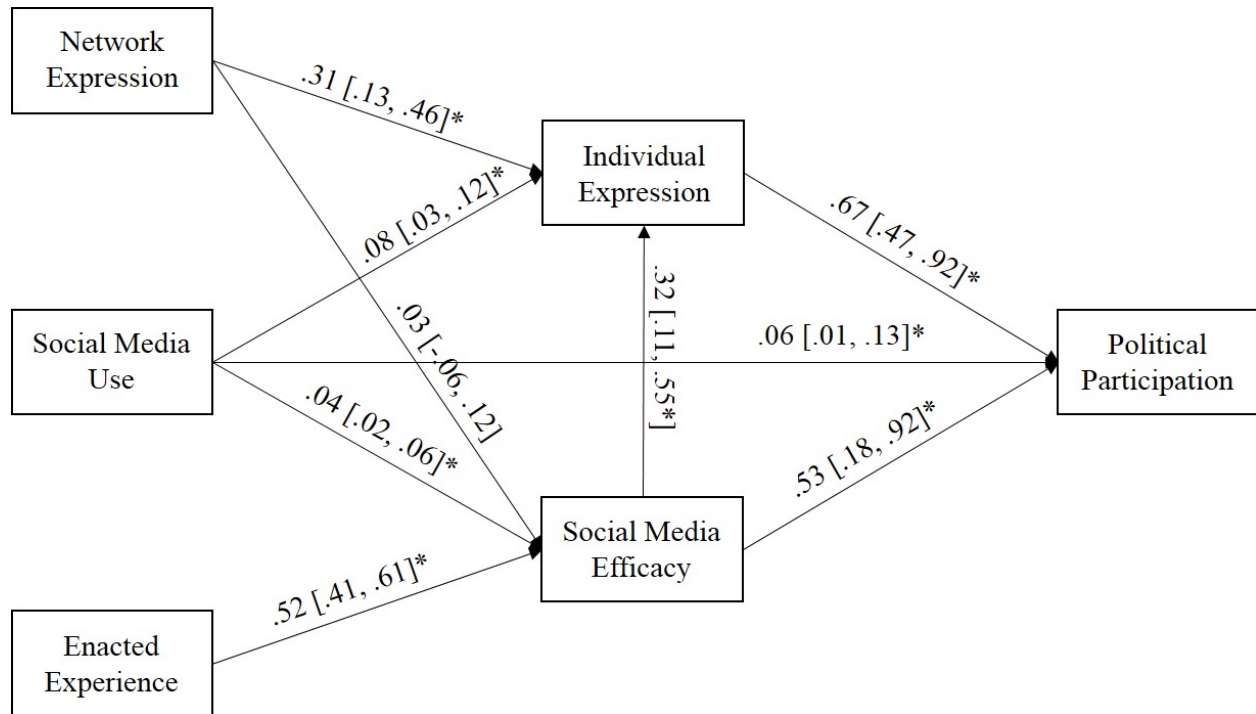 Network
Expression
.31 [.13, .46]*
Individual
Expression
.08 [.03, .12]*
.67 [.47, .92]*
.32 [.11, .55*]
Social Media
Use
.03 [-.06, .12]
.06 [.01, .13]*
Political
Participation
.04 [.02, .06]*
.53 [.18, .92]*
Social Media
Efficacy
.52 [.41, .61]*
Enacted
Experience